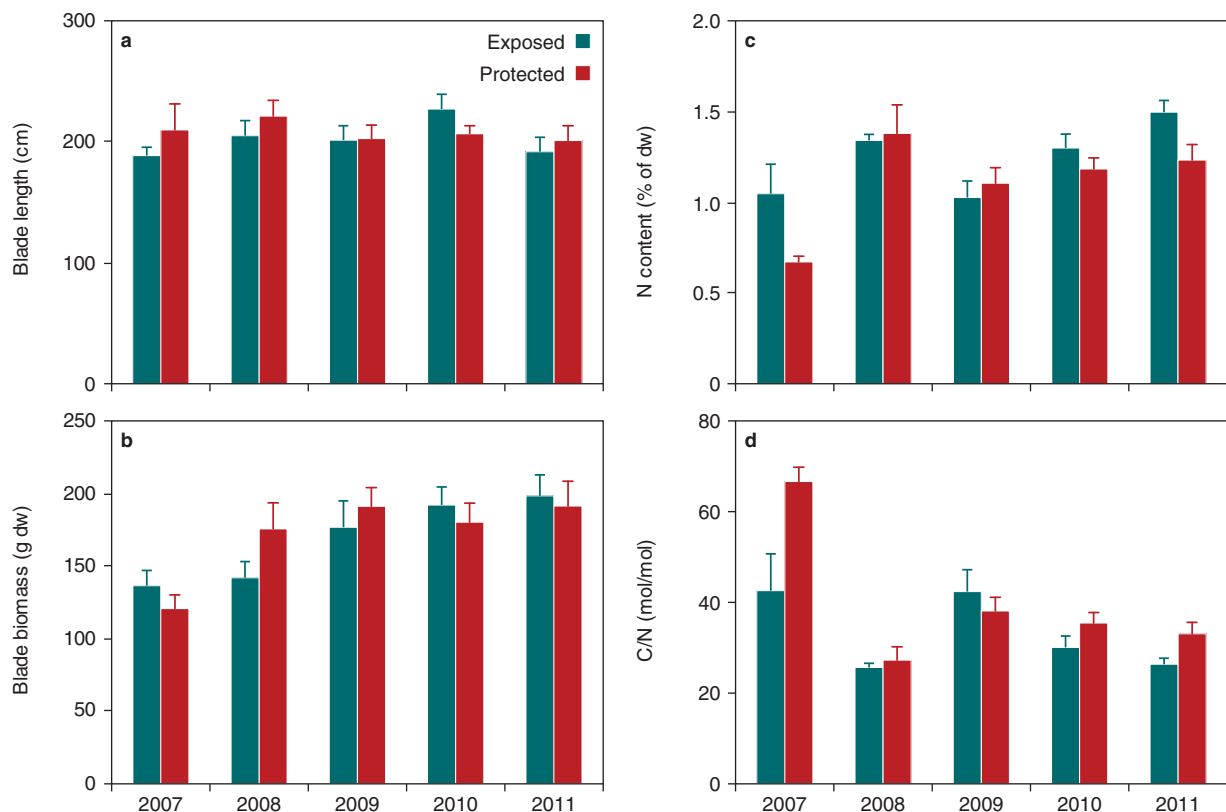 a
Exposed
Protected
Blade length (cm)
300
200
100
0
c
N content (% of dw)
2.0
1.5
1.0
0.5
0
b
Blade biomass (g dw)
250
200
150
100
50
0
2007 2008 2009 2010 2011
d
C/N (mol/mol)
80
60
40
20
0
2007 2008 2009 2010 2011